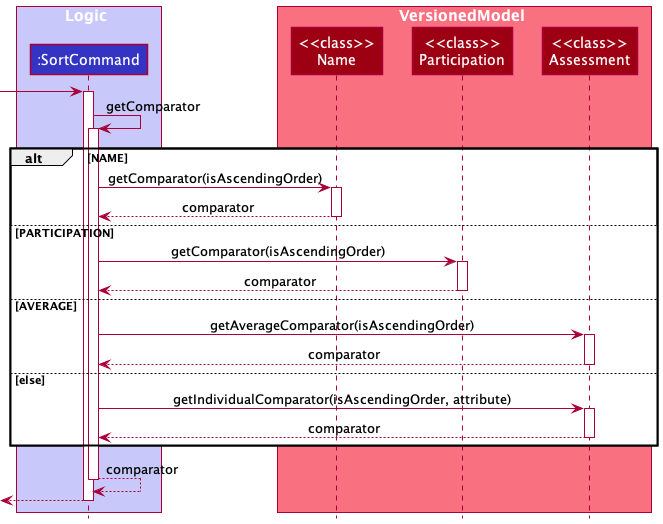 Logic
VersionedModel
:SortCommand
<<class>>
Name
<<class>>
Participation
<<class>>
Assessment
getComparator
alt
[NAME]
getComparator(isAscendingOrder)
comparator
[PARTICIPATION]
getComparator(isAscendingOrder)
comparator
[AVERAGE]
getAverageComparator(isAscendingOrder)
comparator
[else]
getIndividualComparator(isAscendingOrder, attribute)
comparator
comparator